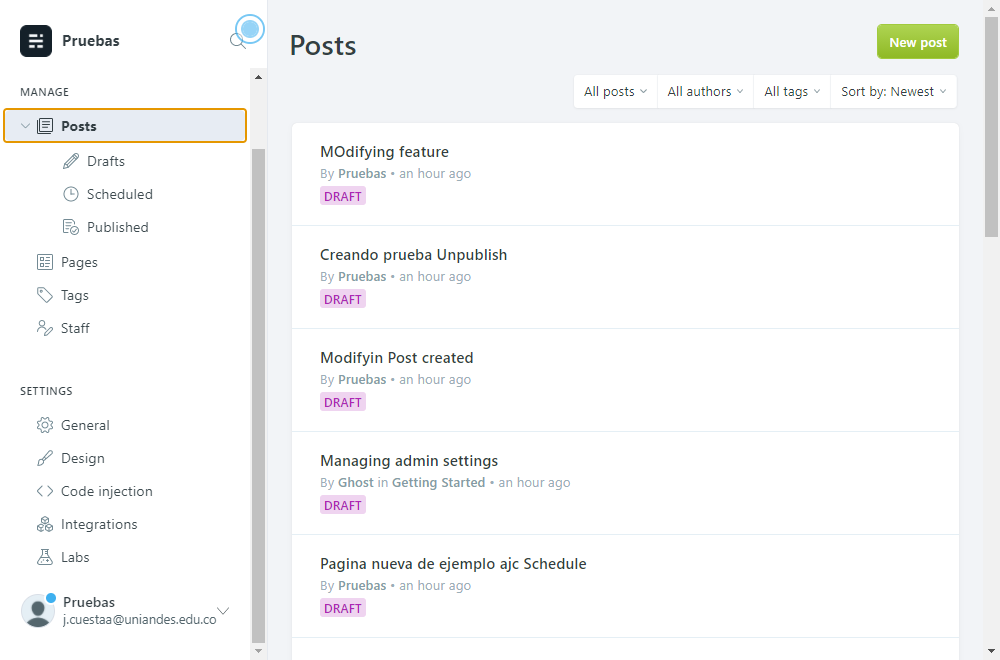 Pruebas
MANAGE
Posts
Drafts
Scheduled
Published
Pages
Tags
Staff
SETTINGS
General
Design
Code injection
Integrations
Labs
Pruebas
j.cuestaa@uniandes.edu.co
Posts
New post
All posts
All authors
All tags
Sort by: Newest
MOdifying feature
By Pruebas • an hour ago
DRAFT
Creando prueba Unpublish
By Pruebas • an hour ago
DRAFT
Modifyin Post created
By Pruebas • an hour ago
DRAFT
Managing admin settings
By Ghost in Getting Started • an hour ago
DRAFT
Pagina nueva de ejemplo ajc Schedule
By Pruebas • an hour ago
DRAFT